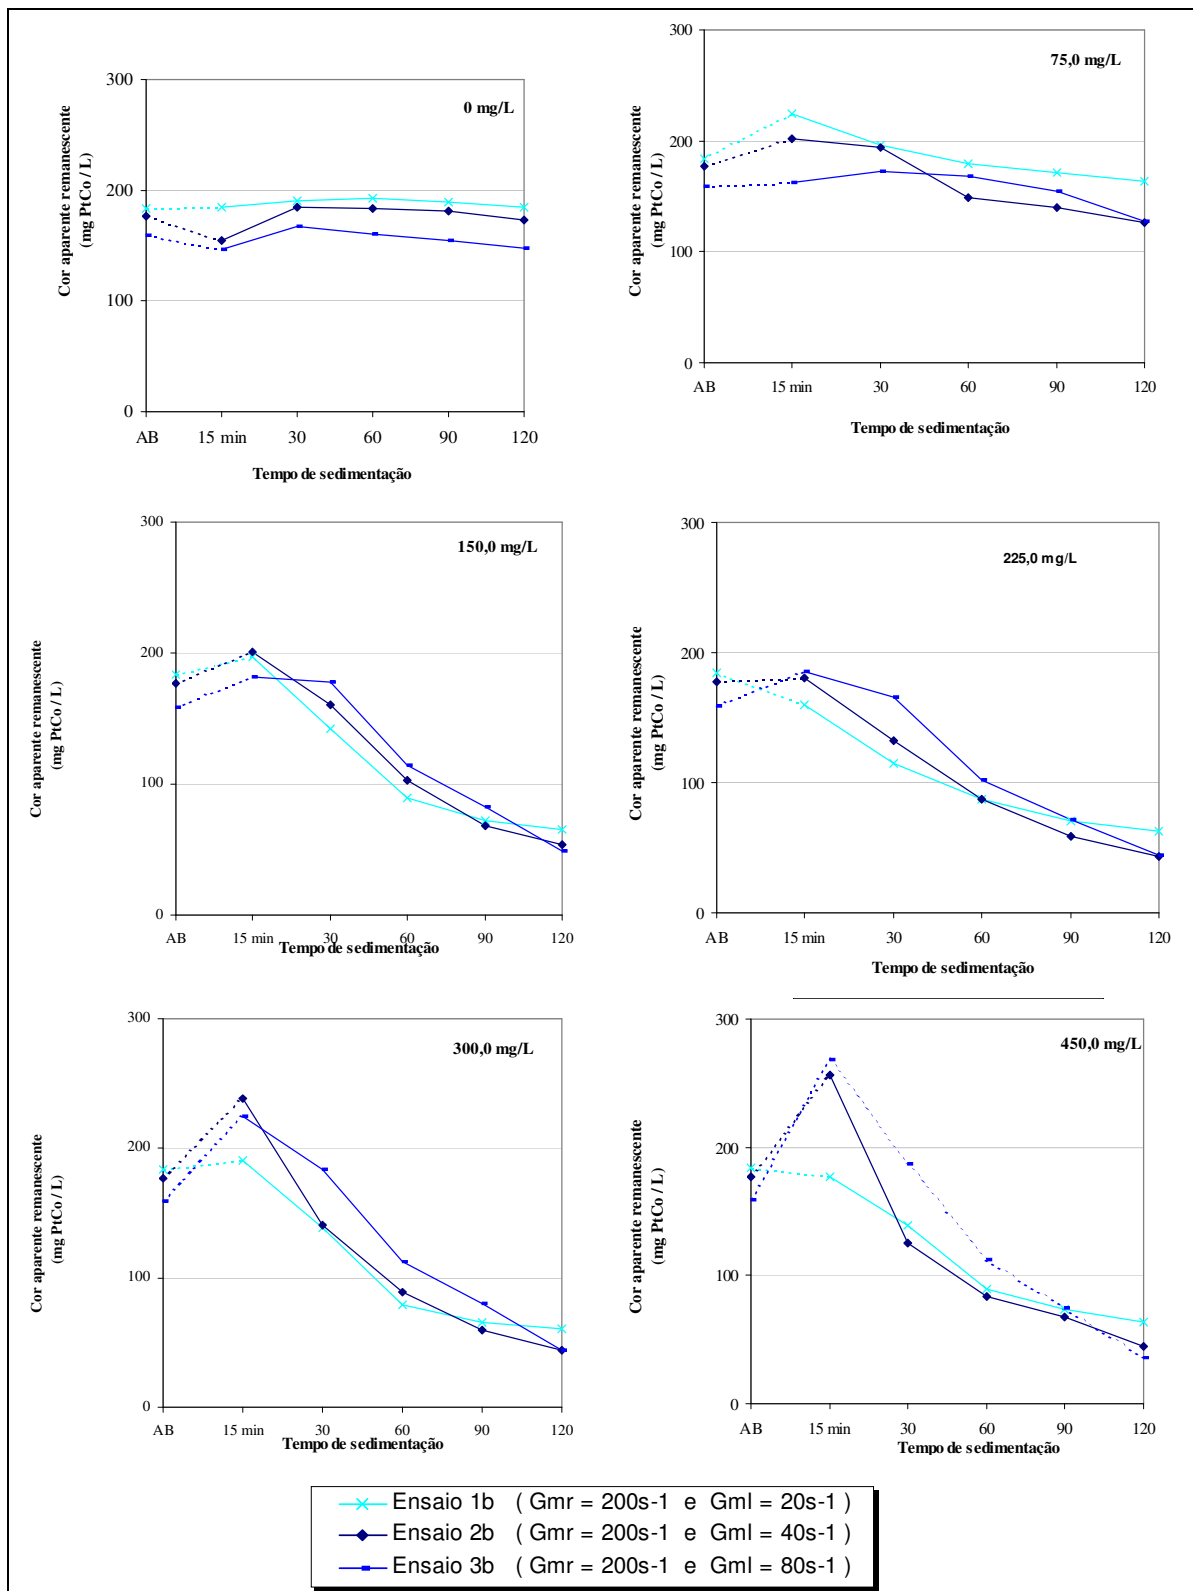 0 mg/L
Cor aparente remanescente
(mg PtCo / L)
300
200
100
0
AB 15 min 30 60 90 120
Tempo de sedimentação
75,0 mg/L
Cor aparente remanescente
(mg PtCo / L)
300
200
100
0
AB 15 min 30 60 90 120
Tempo de sedimentação
150,0 mg/L
Cor aparente remanescente
(mg PtCo / L)
300
200
100
0
AB 15 min 30 60 90 120
Tempo de sedimentação
225,0 mg/L
Cor aparente remanescente
(mg PtCo / L)
300
200
100
0
AB 15 min 30 60 90 120
Tempo de sedimentação
300,0 mg/L
Cor aparente remanescente
(mg PtCo / L)
300
200
100
0
AB 15 min 30 60 90 120
Tempo de sedimentação
450,0 mg/L
Cor aparente remanescente
(mg PtCo / L)
300
200
100
0
AB 15 min 30 60 90 120
Tempo de sedimentação
Ensaio 1b ( Gmr = 200s-1 e Gml = 20s-1 )
Ensaio 2b ( Gmr = 200s-1 e Gml = 40s-1 )
Ensaio 3b ( Gmr = 200s-1 e Gml = 80s-1 )